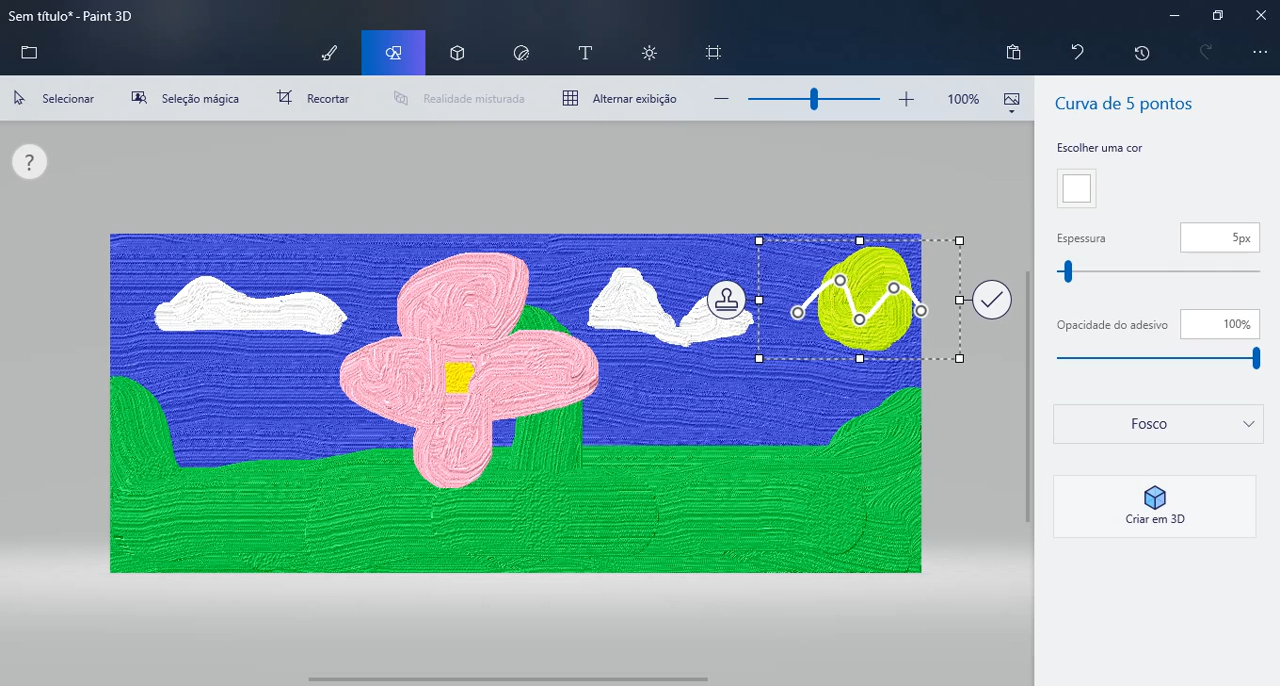 Sem título* - Paint 3D
Selecionar
Seleção mágica
Recortar
Realidade misturada
Alternar exibição
100%
?
Curva de 5 pontos
Escolher uma cor
Espessura 5px
Opacidade do adesivo 100%
Fosco
Criar em 3D